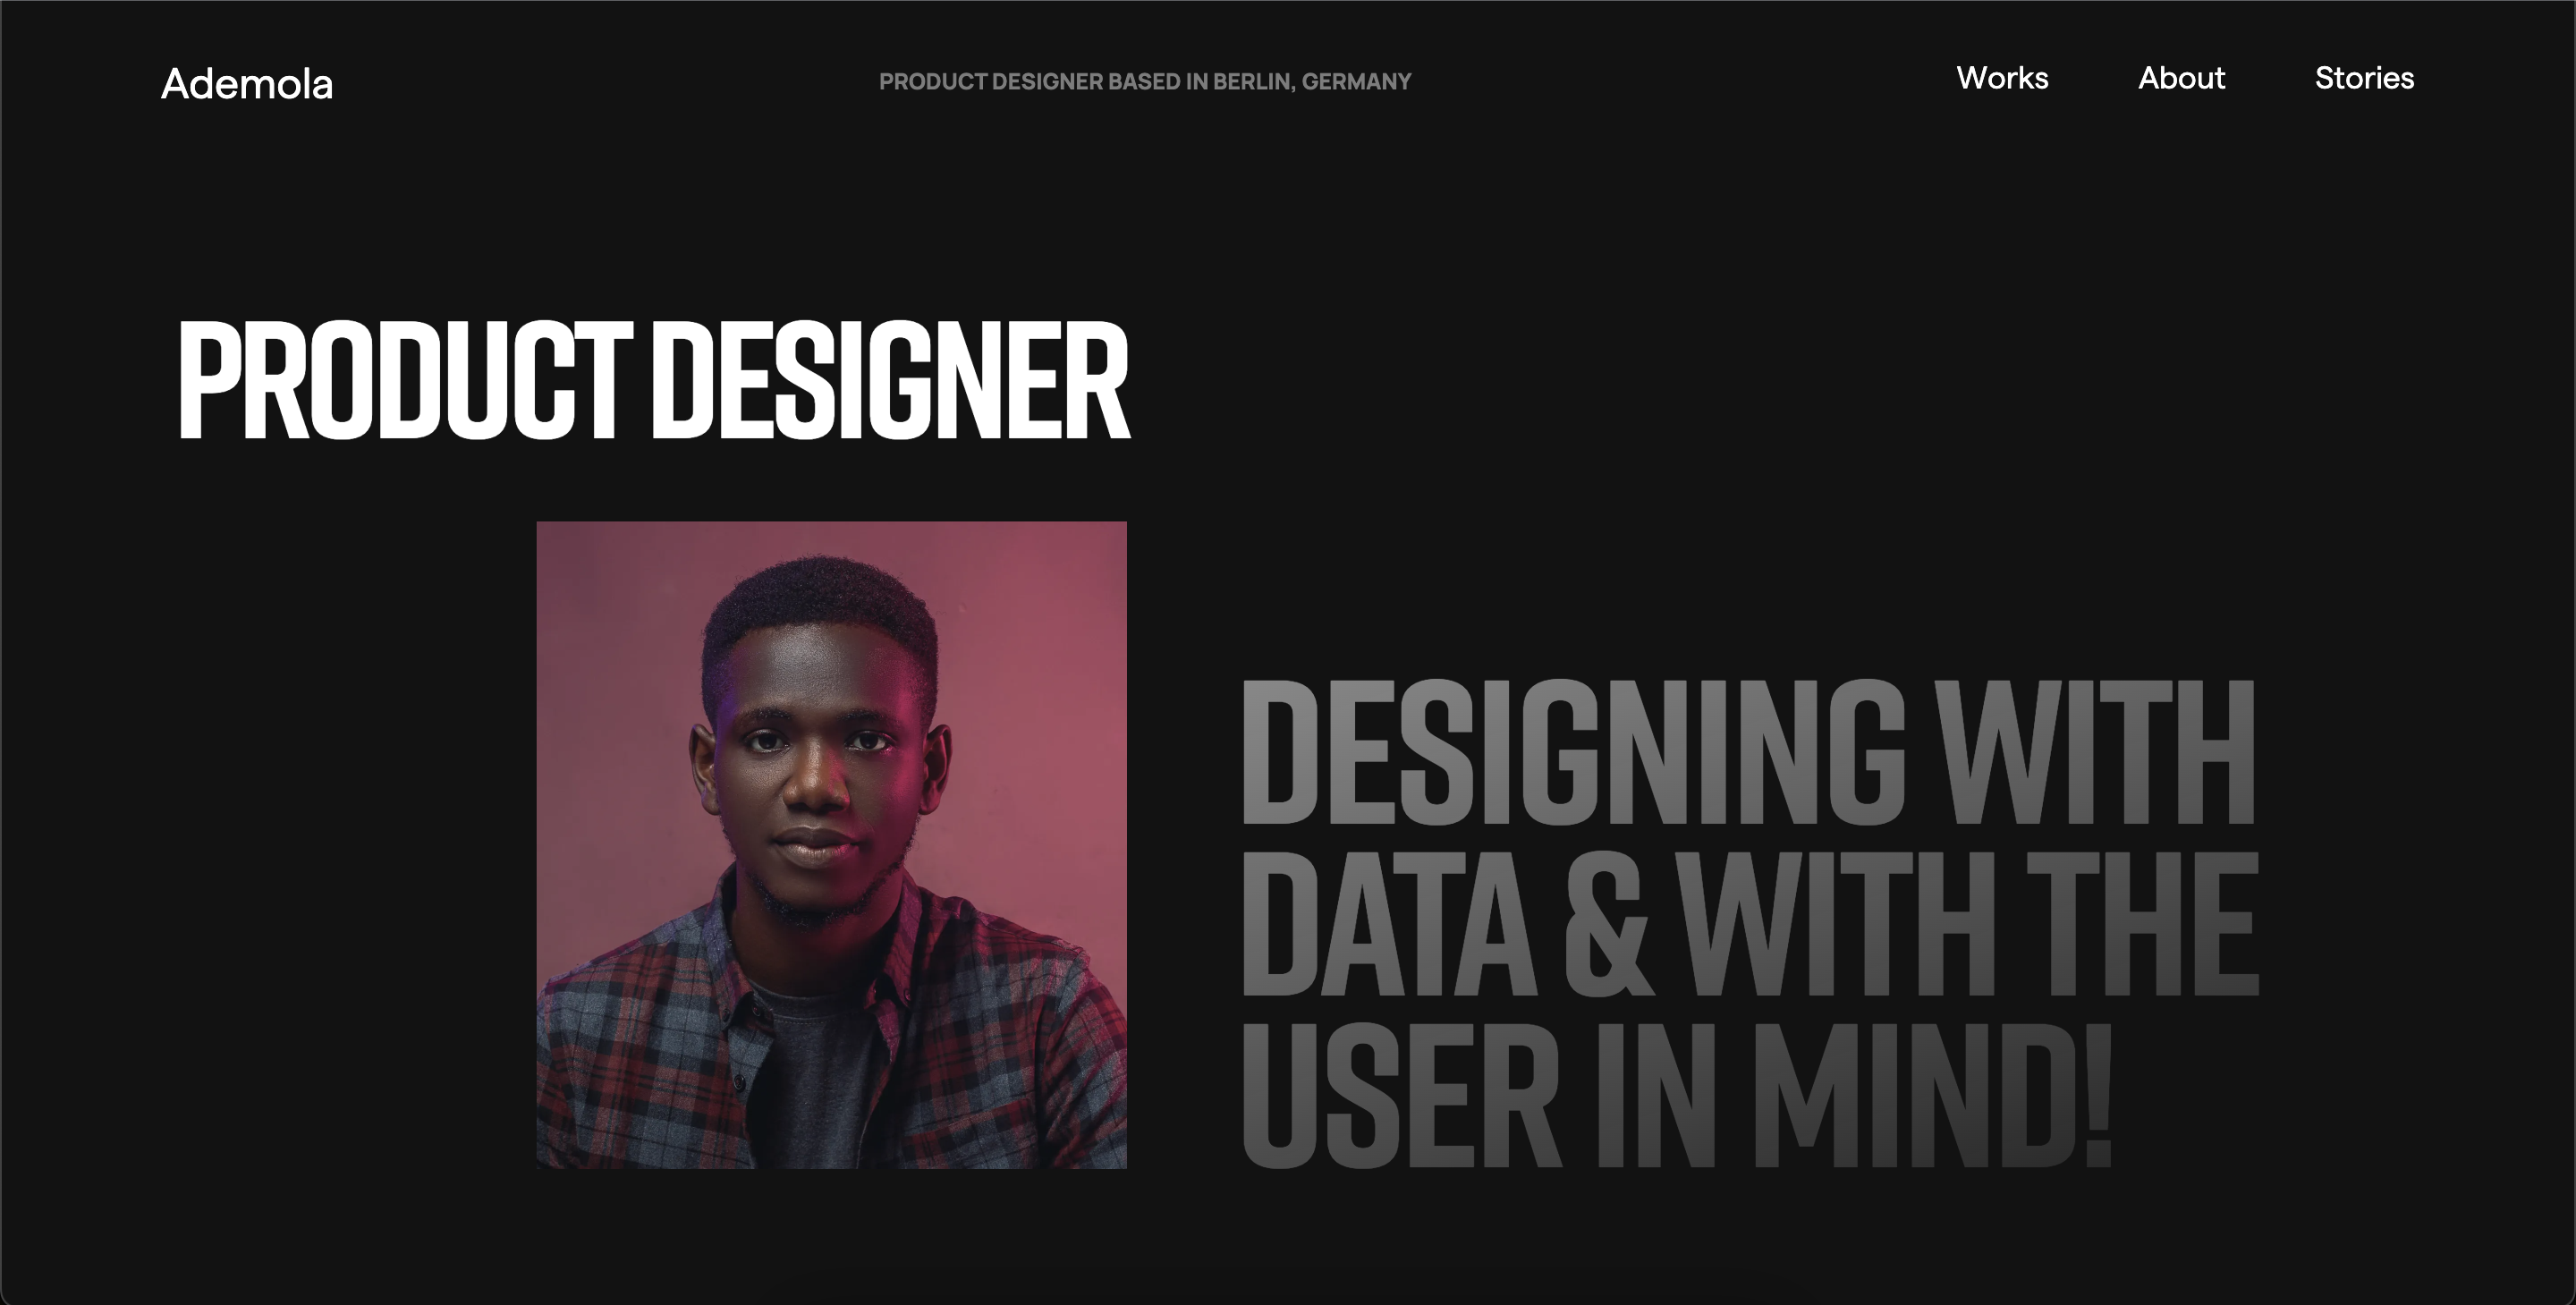 Ademola
PRODUCT DESIGNER BASED IN BERLIN, GERMANY
Works
About
Stories
PRODUCT DESIGNER
DESIGNING WITH
DATA & WITH THE
USER IN MIND!